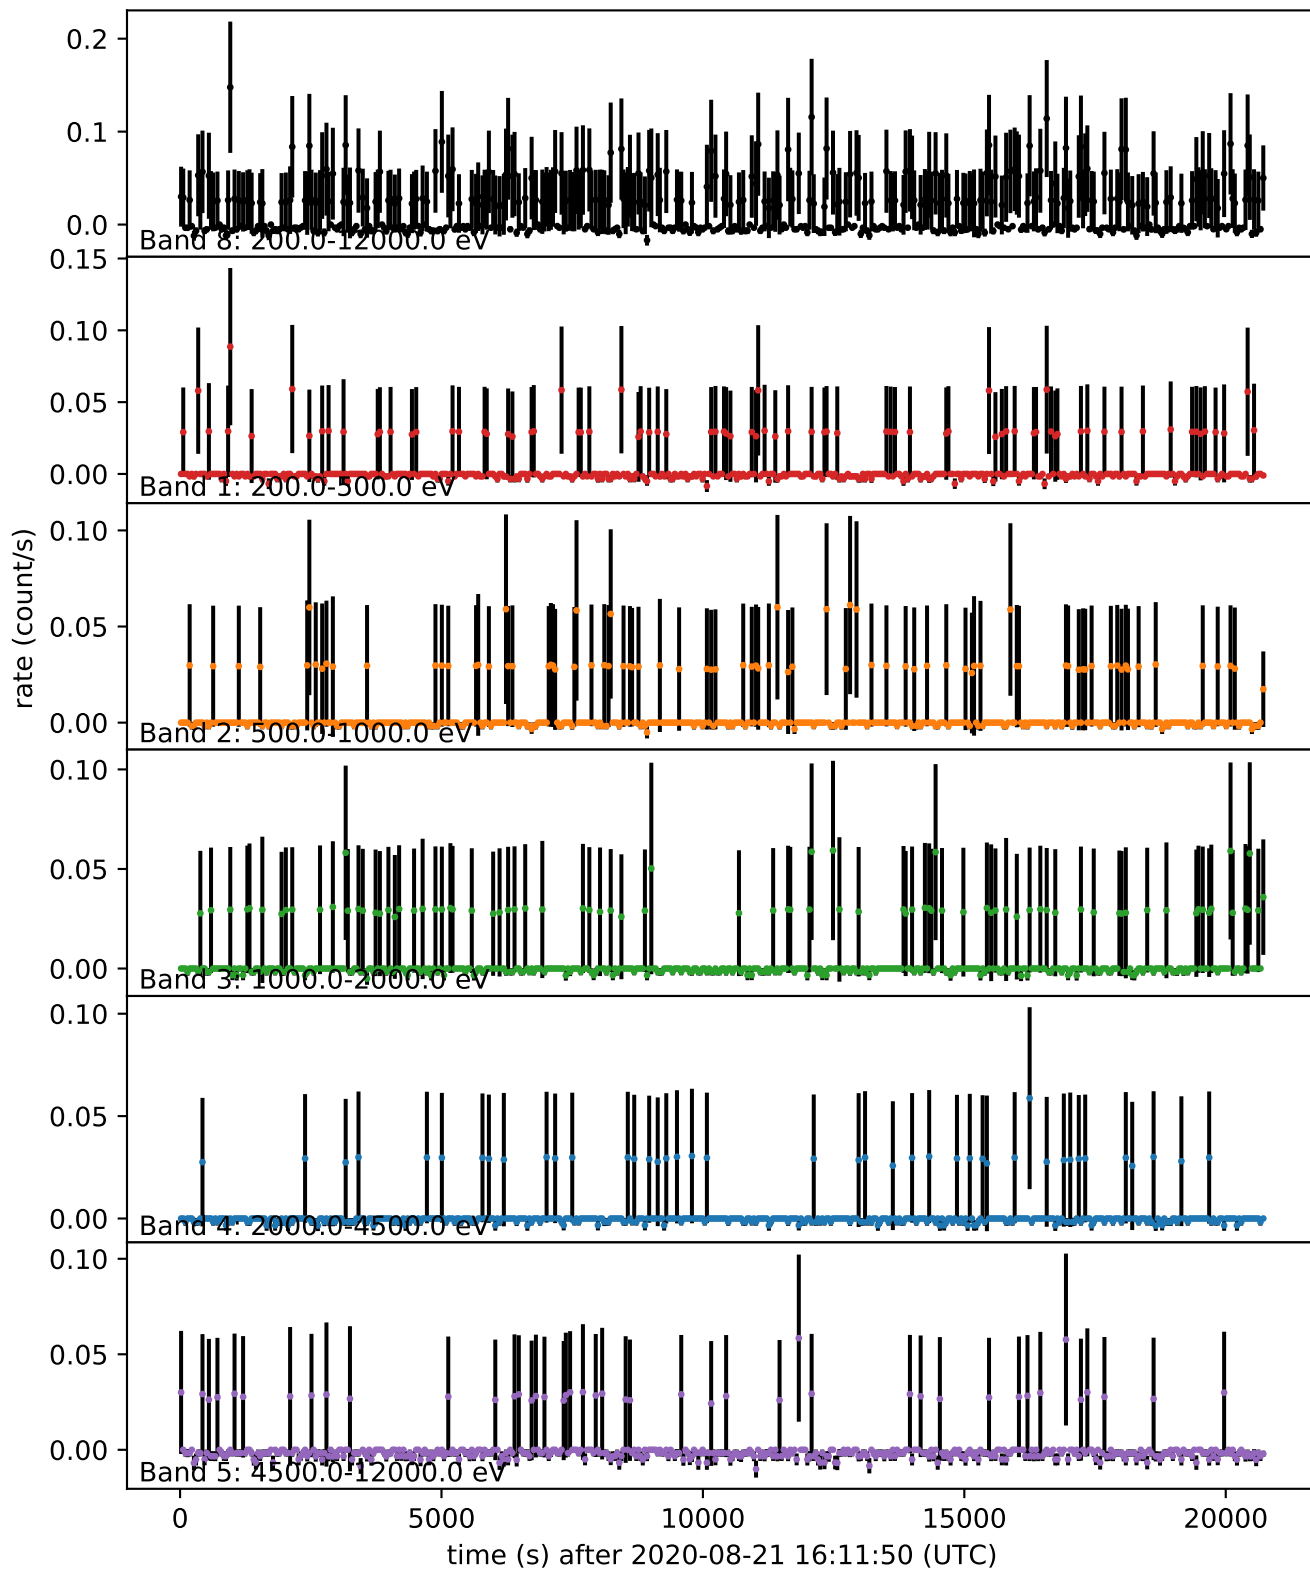 0.2
0.1
0.0
Band 8: 200.0-12000.0 eV
0.15
0.10
0.05
0.00
Band 1: 200.0-500.0 eV
0.10
0.05
0.00
Band 2: 500.0-1000.0 eV
rate (count/s)
0.10
0.05
0.00
Band 3: 1000.0-2000.0 eV
0.10
0.05
0.00
Band 4: 2000.0-4500.0 eV
0.10
0.05
0.00
Band 5: 4500.0-12000.0 eV
0 5000 10000 15000 20000
time (s) after 2020-08-21 16:11:50 (UTC)